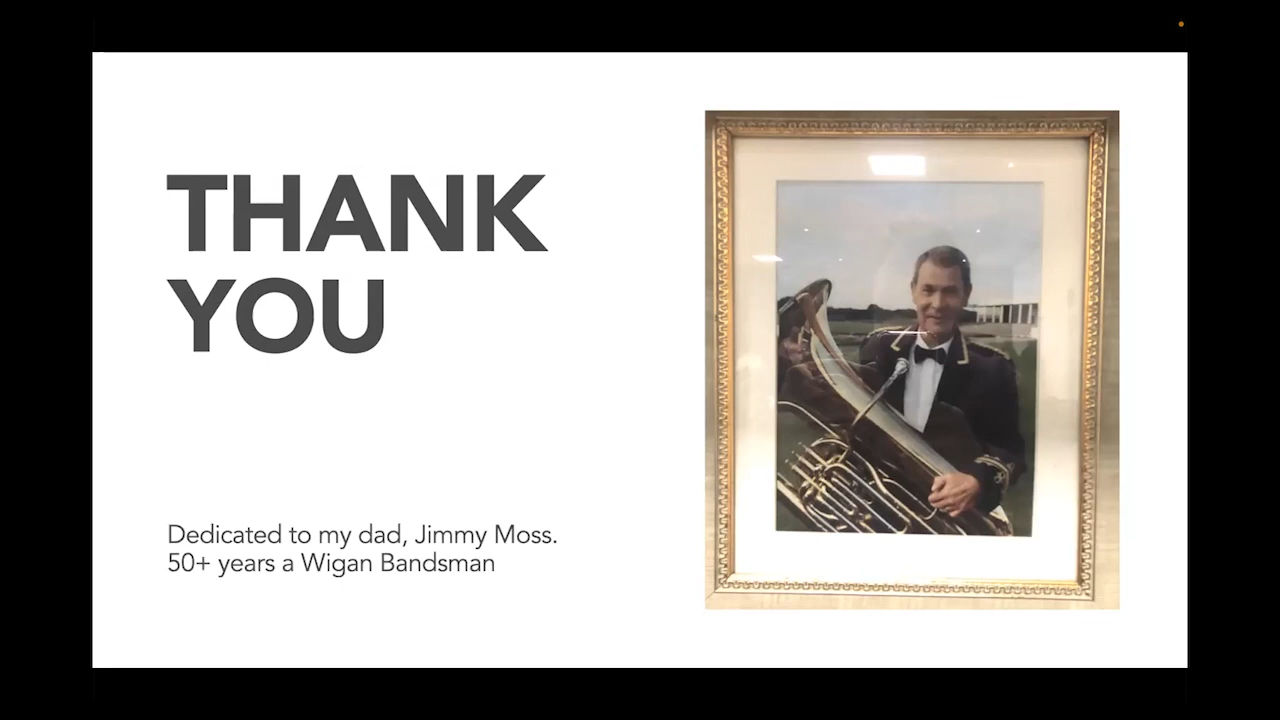 THANK
YOU
Dedicated to my dad, Jimmy Moss.
50+ years a Wigan Bandsman